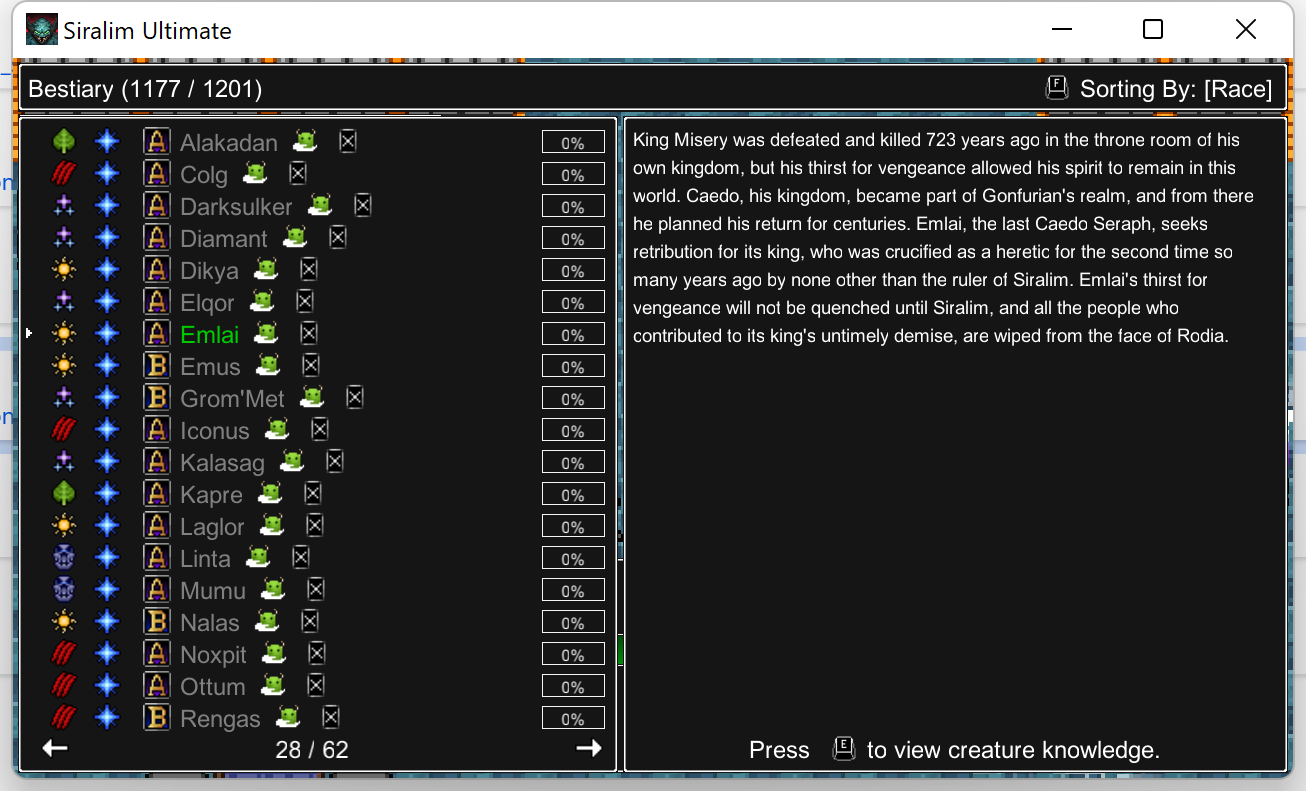 Siralim Ultimate
Bestiary (1177 / 1201)
F Sorting By: [Race]
A Alakadan 0%
A Colg 0%
A Darksulker 0%
A Diamant 0%
A Dikya 0%
A Elqor 0%
A Emlai 0%
B Emus 0%
B Grom'Met 0%
A Iconus 0%
A Kalasag 0%
A Kapre 0%
A Laglor 0%
A Linta 0%
A Mumu 0%
B Nalas 0%
A Noxpit 0%
A Ottum 0%
B Rengas 0%
28 / 62
King Misery was defeated and killed 723 years ago in the throne room of his
own kingdom, but his thirst for vengeance allowed his spirit to remain in this
world. Caedo, his kingdom, became part of Gonfurian's realm, and from there
he planned his return for centuries. Emlai, the last Caedo Seraph, seeks
retribution for its king, who was crucified as a heretic for the second time so
many years ago by none other than the ruler of Siralim. Emlai's thirst for
vengeance will not be quenched until Siralim, and all the people who
contributed to its king's untimely demise, are wiped from the face of Rodia.
Press E to view creature knowledge.